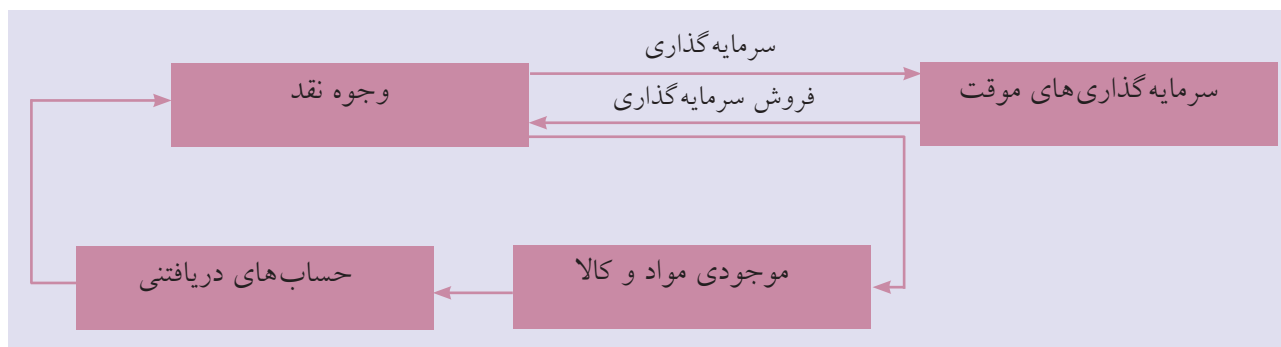 سرمایه‌گذاری
سرمایه‌گذاری‌های موقت
وجوه نقد
فروش سرمایه‌گذاری
موجودی مواد و کالا
حساب‌های دریافتنی